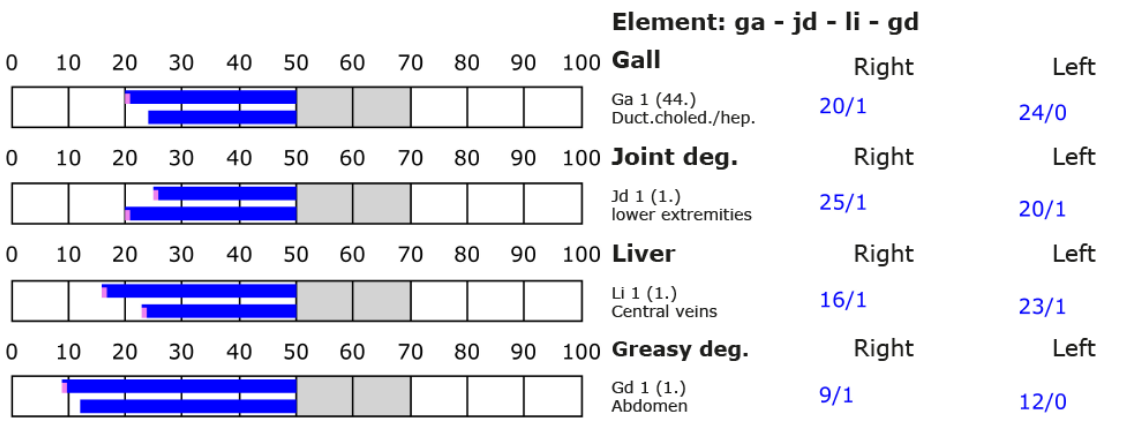 Element: ga - jd - li - gd
0 10 20 30 40 50 60 70 80 90 100 Gall Right Left
Ga 1 (44.)
Duct.choled./hep.
20/1 24/0
0 10 20 30 40 50 60 70 80 90 100 Joint deg. Right Left
Jd 1 (1.)
lower extremities
25/1 20/1
0 10 20 30 40 50 60 70 80 90 100 Liver Right Left
Li 1 (1.)
Central veins
16/1 23/1
0 10 20 30 40 50 60 70 80 90 100 Greasy deg. Right Left
Gd 1 (1.)
Abdomen
9/1 12/0